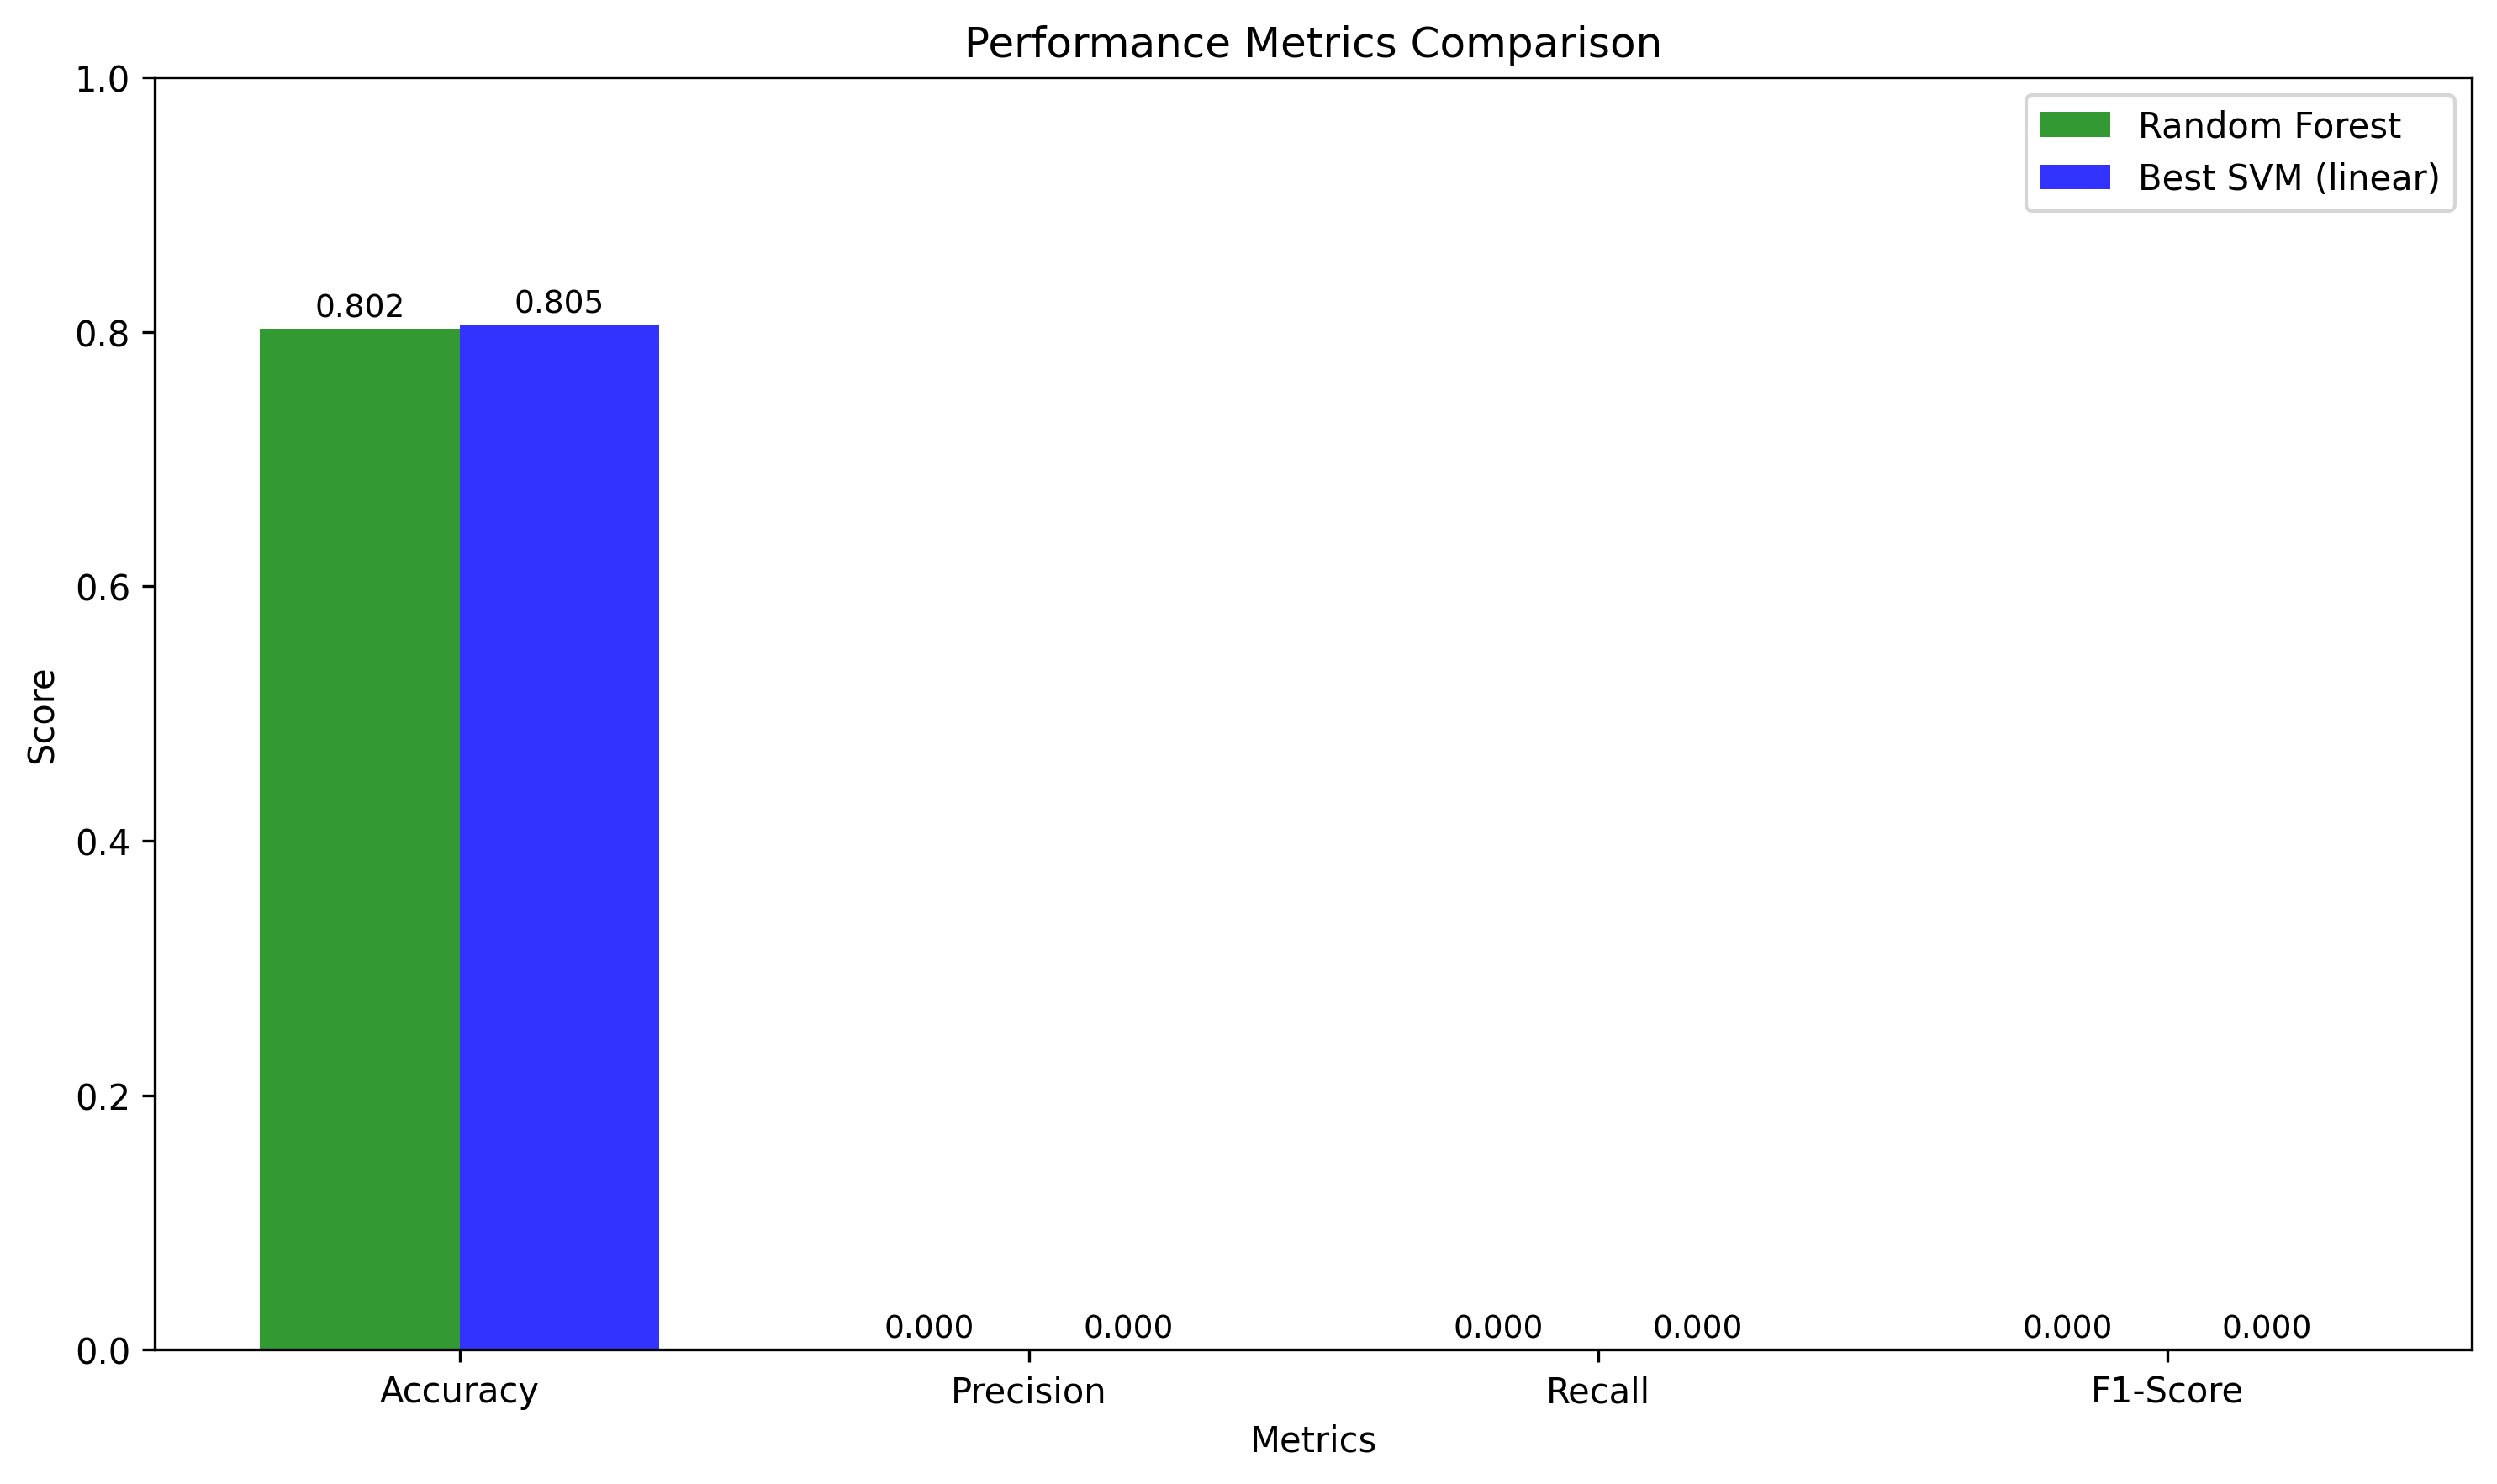 Performance Metrics Comparison
1.0
0.8
0.6
0.4
0.2
0.0
Score
Random Forest
Best SVM (linear)
0.802
0.805
0.000
0.000
0.000
0.000
0.000
0.000
Accuracy
Precision
Recall
F1-Score
Metrics